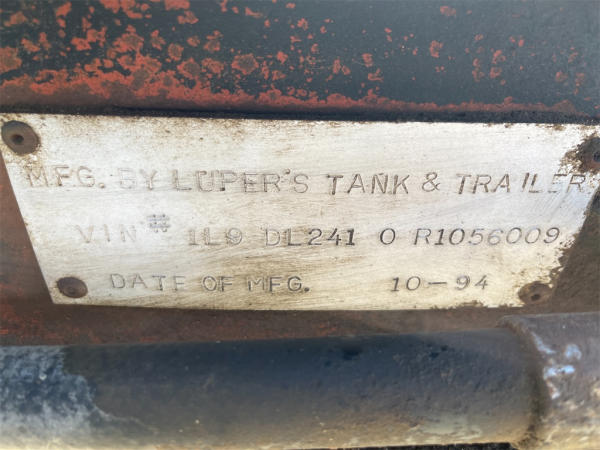 MFG. BY LUPER'S TANK & TRAILER
VIN # 1L9 DL241 0 R1056009
DATE OF MFG. 10-94